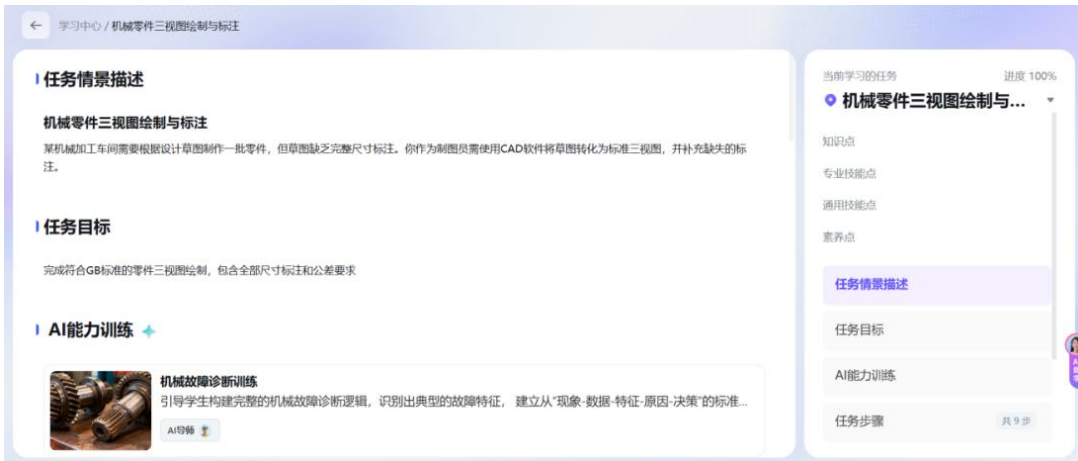 学习中心 / 机械零件三视图绘制与标注
任务情景描述
机械零件三视图绘制与标注
某机械加工车间需要根据设计草图制作一批零件，但草图缺乏完整尺寸标注。你作为制图员需使用CAD软件将草图转化为标准三视图，并补充缺失的标
注。
任务目标
完成符合GB标准的零件三视图绘制，包含全部尺寸标注和公差要求
AI能力训练
机械故障诊断训练
引导学生构建完整的机械故障诊断逻辑，识别出典型的故障特征， 建立从“现象-数据-特征-原因-决策”的标准...
AI导师
当前学习的任务
进度 100%
机械零件三视图绘制与...
知识点
专业技能点
通用技能点
素养点
任务情景描述
任务目标
AI能力训练
任务步骤
共 9 步